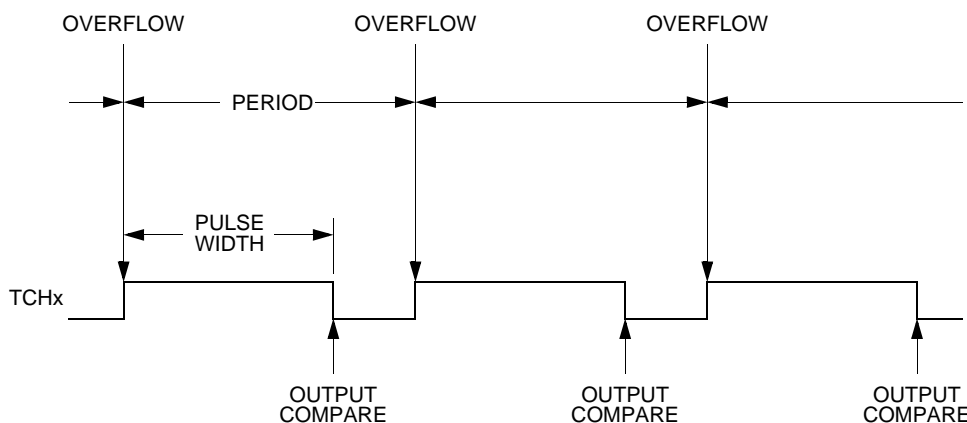 OVERFLOW
OVERFLOW
OVERFLOW
PERIOD
PULSE
WIDTH
TCHx
OUTPUT
COMPARE
OUTPUT
COMPARE
OUTPUT
COMPARE